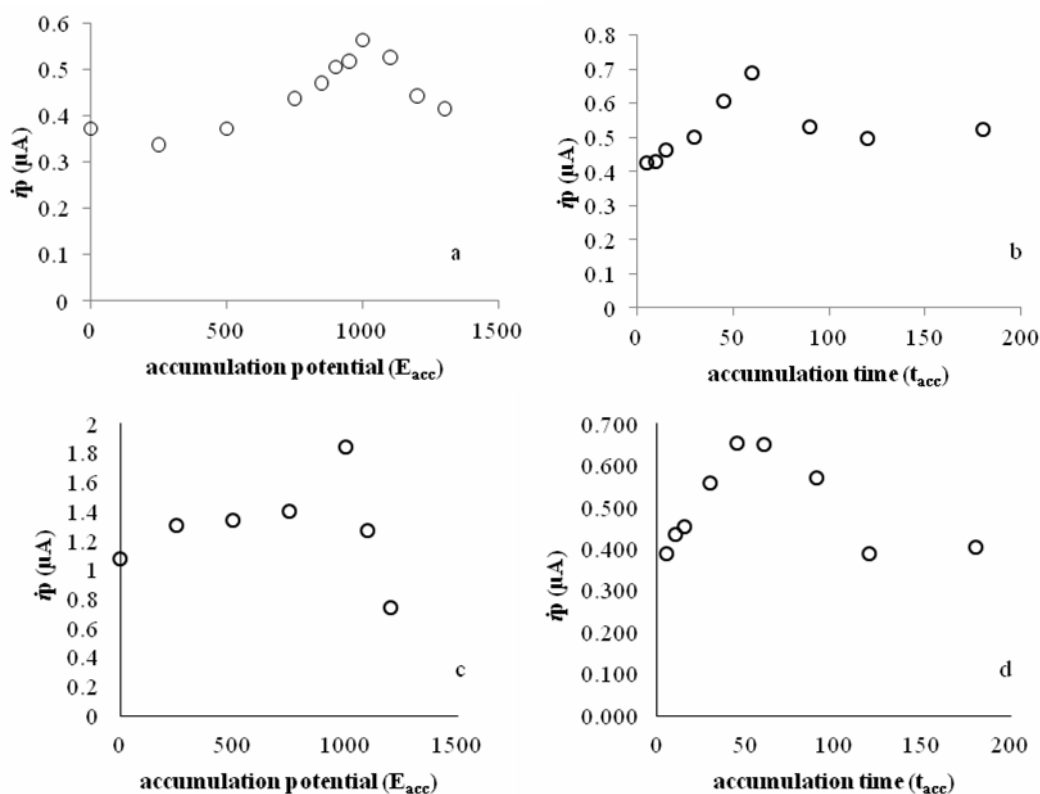 0.6
0.5
0.4
0.3
0.2
0.1
0
ip (µA)
0 500 1000 1500
accumulation potential (Eacc)
a
0.8
0.7
0.6
0.5
0.4
0.3
0.2
0.1
0
ip (µA)
0 50 100 150 200
accumulation time (tacc)
b
2
1.8
1.6
1.4
1.2
1
0.8
0.6
0.4
0.2
0
ip (µA)
0 500 1000 1500
accumulation potential (Eacc)
c
0.700
0.600
0.500
0.400
0.300
0.200
0.100
0.000
ip (µA)
0 50 100 150 200
accumulation time (tacc)
d